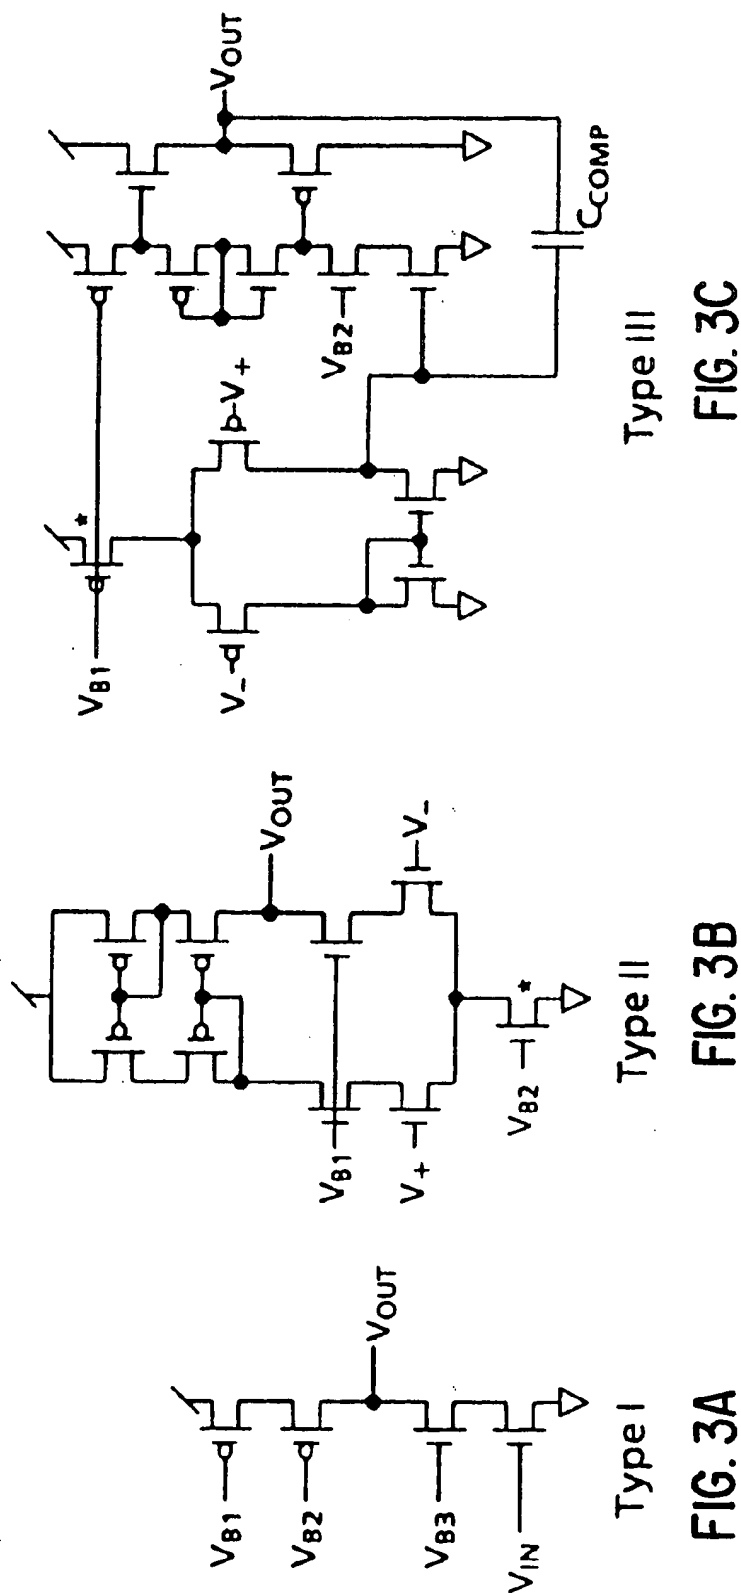 VB1
VB2
VB3
VIN
VOUT
Type I
FIG. 3A
VB1
V+
VB2
*
V-
VOUT
Type II
FIG. 3B
VB1
*
V-
V+
VB2
VOUT
CCOMP
Type III
FIG. 3C